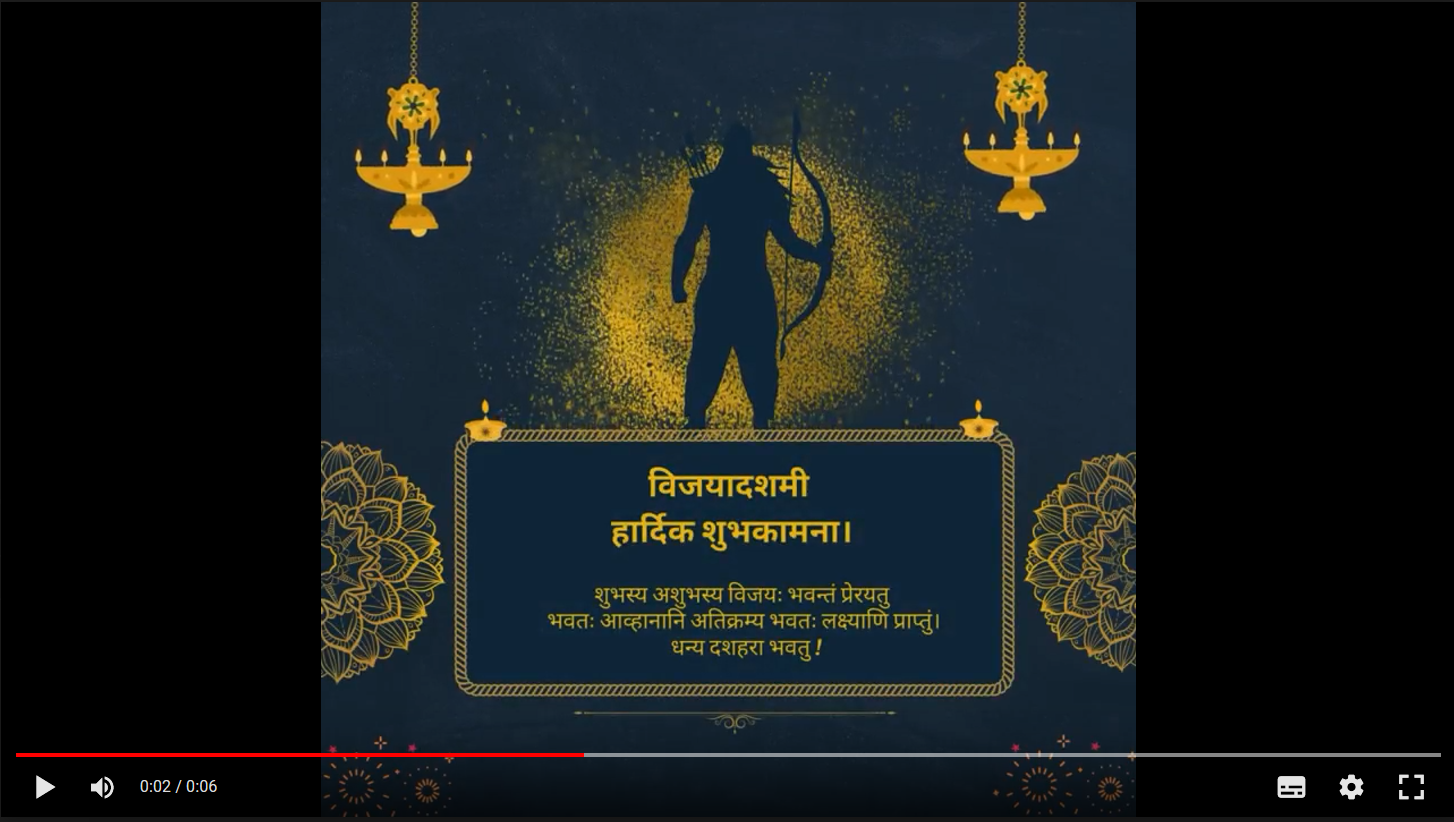 विजयादशमी
हार्दिक शुभकामना।
शुभस्य अशुभस्य विजयः भवन्तं प्रेरयतु
भवतः आव्हानानि अतिक्रम्य भवतः लक्ष्याणि प्राप्तुं।
धन्य दशहरा भवतु !
0:02 / 0:06